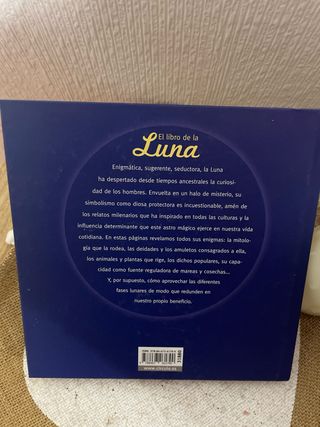 El libro de la
Luna
Enigmática, sugerente, seductora, la Luna
ha despertado desde tiempos ancestrales la curiosi-
dad de los hombres. Envuelta en un halo de misterio, su
simbolismo como diosa protectora es incuestionable, amén de
los relatos milenarios que ha inspirado en todas las culturas y la
influencia determinante que este astro mágico ejerce en nuestra vida
cotidiana. En estas páginas revelamos todos sus enigmas: la mitolo-
gía que la rodea, las deidades y los amuletos consagrados a ella,
los animales y plantas que rige, los dichos populares, su capa-
cidad como fuente reguladora de mareas y cosechas...
Y, por supuesto, cómo aprovechar las diferentes
fases lunares de modo que redunden en
nuestro propio beneficio.
www.circulo.es